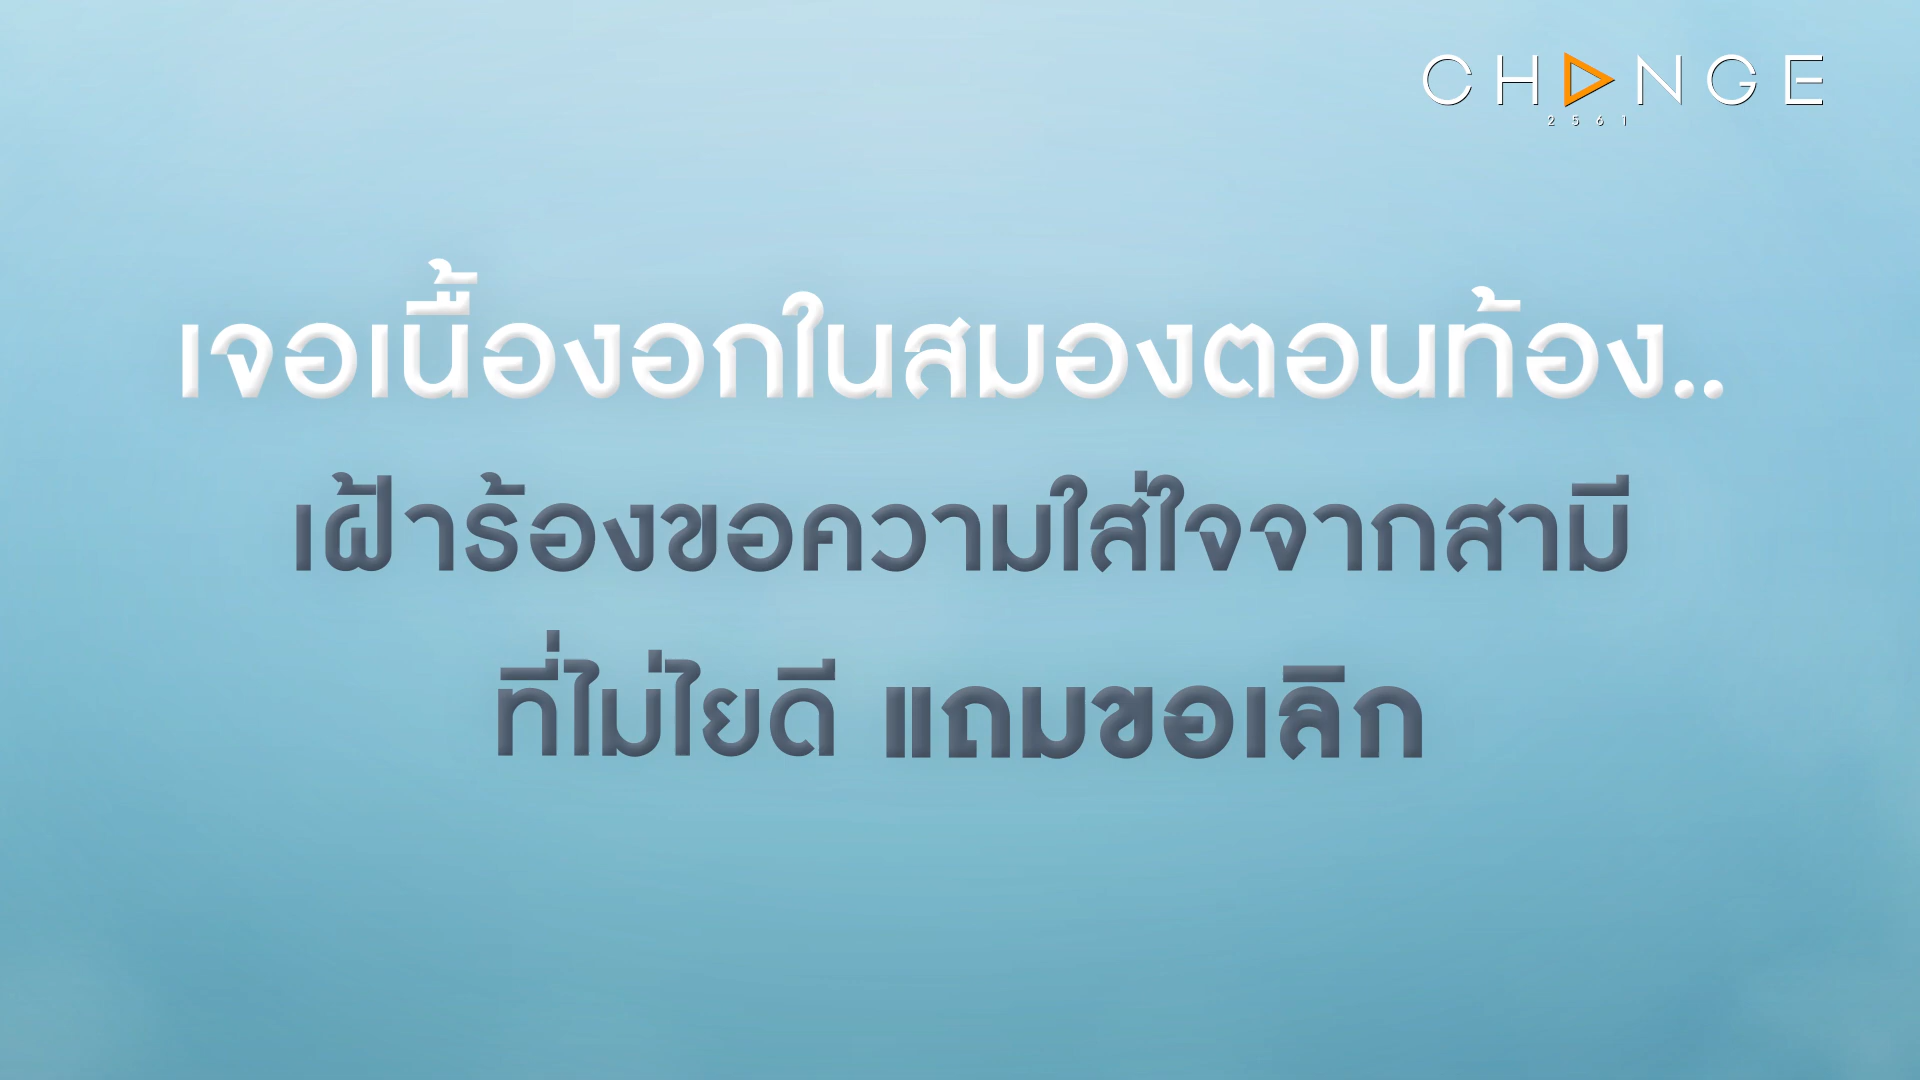 CHANGE
2561
เจอเนื้องอกในสมองตอนท้อง..
เฝ้าร้องขอความใส่ใจจากสามี
ที่ไม่ไยดี แถมขอเลิก